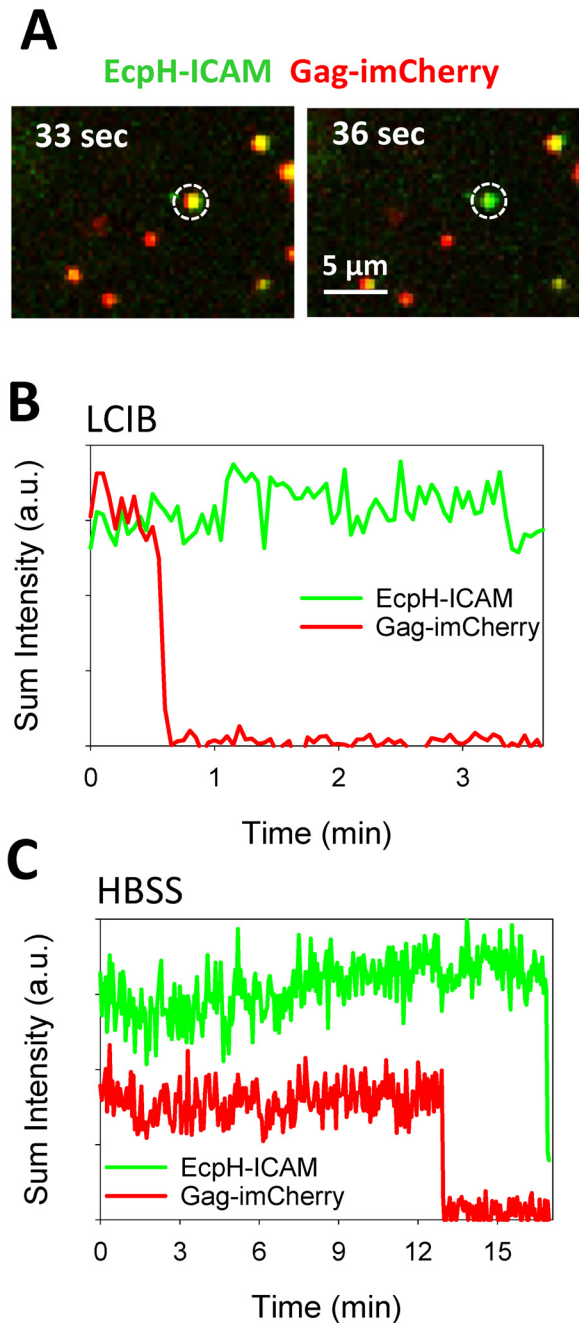 A
EcpH-ICAM Gag-imCherry
33 sec
36 sec
5 µm
B
LCIB
Sum Intensity (a.u.)
EcpH-ICAM
Gag-imCherry
0 1 2 3
Time (min)
C
HBSS
Sum Intensity (a.u.)
EcpH-ICAM
Gag-imCherry
0 3 6 9 12 15
Time (min)